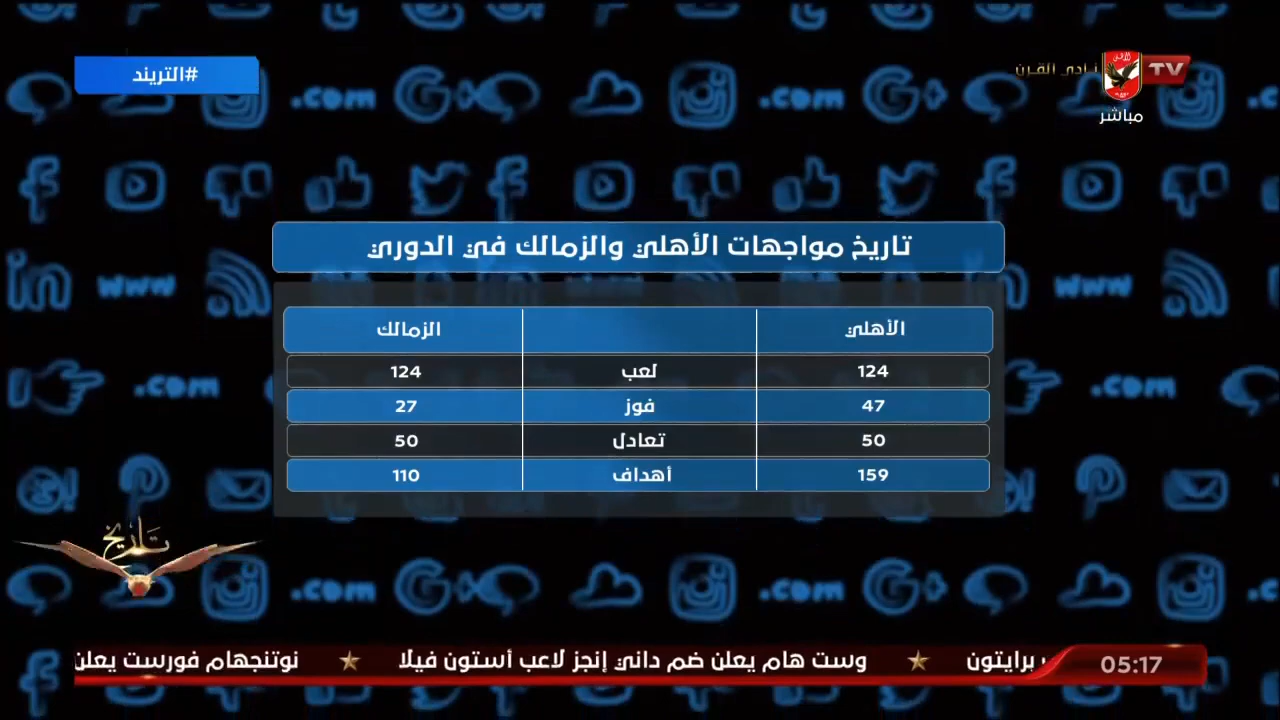 #التريند
نادي القرن
TV
مباشر
تاريخ مواجهات الأهلي والزمالك في الدوري
الأهلي الزمالك
124 لعب 124
47 فوز 27
50 تعادل 50
159 أهداف 110
تاريخ
05:17 برايتون ★ وست هام يعلن ضم داني إنجز لاعب أستون فيلا ★ نوتنجهام فورست يعلن